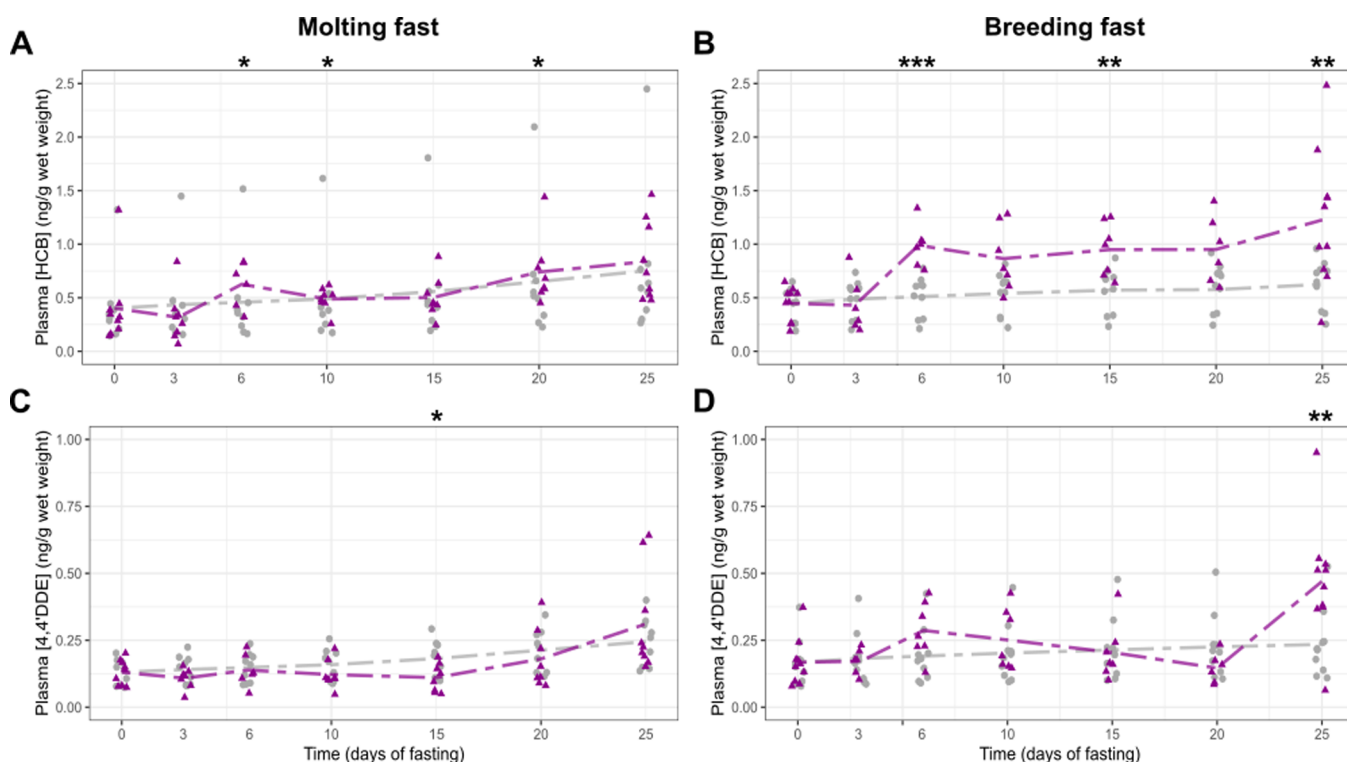 Molting fast
Breeding fast
A
B
* * *
*** ** **
Plasma [HCB] (ng/g wet weight)
2.5
2.0
1.5
1.0
0.5
0.0
0 3 6 10 15 20 25
Plasma [HCB] (ng/g wet weight)
2.5
2.0
1.5
1.0
0.5
0.0
0 3 6 10 15 20 25
C
D
*
**
Plasma [4,4'DDE] (ng/g wet weight)
1.00
0.75
0.50
0.25
0.00
0 3 6 10 15 20 25
Time (days of fasting)
Plasma [4,4'DDE] (ng/g wet weight)
1.00
0.75
0.50
0.25
0.00
0 3 6 10 15 20 25
Time (days of fasting)